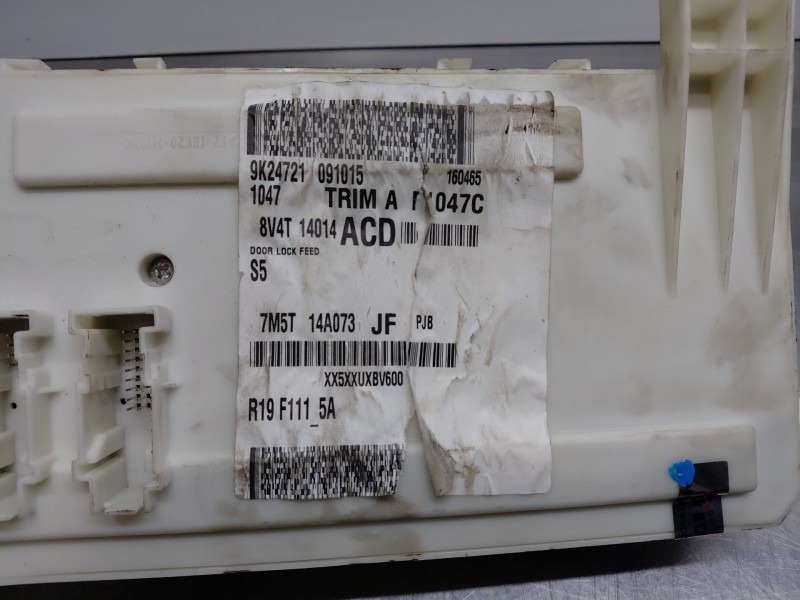 9K24721 091015 160465
1047 TRIM A 1047C
8V4T 14014 ACD
DOOR LOCK FEED
S5
7M5T 14A073 JF PJB
XX5XXUXBV600
R19 F111_5A